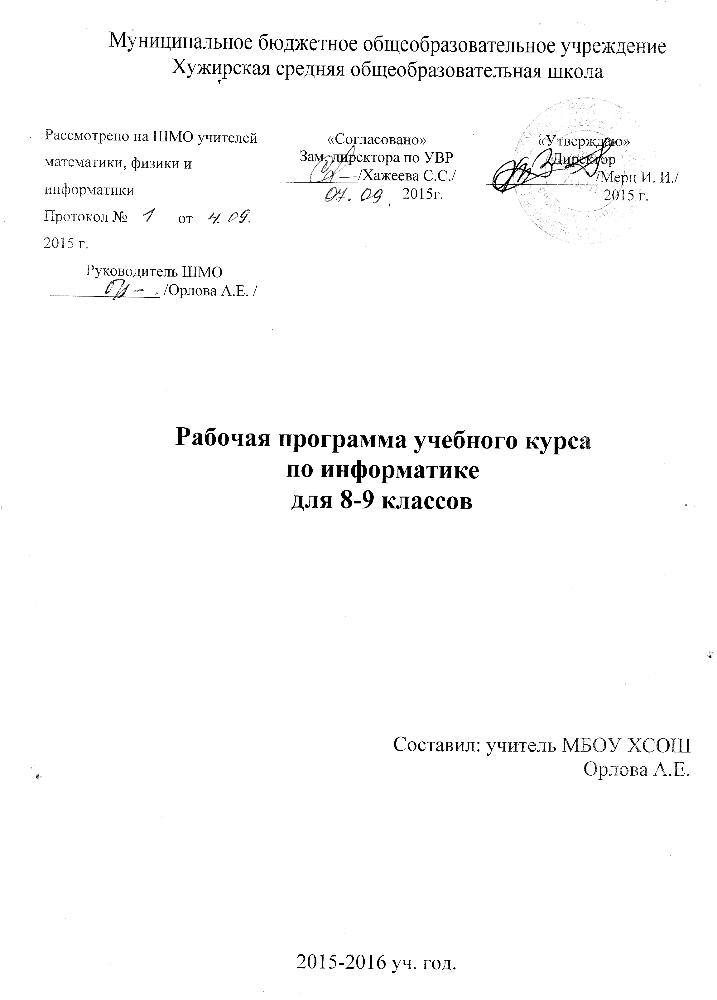 Муниципальное бюджетное общеобразовательное учреждение
Хужирская средняя общеобразовательная школа
Рассмотрено на ШМО учителей
математики, физики и
информатики
Протокол № 1 от 4.09.
2015 г.
Руководитель ШМО
/Орлова А.Е. /
«Согласовано»
Зам. директора по УВР
/Хажеева С.С./
07.09. 2015г.
«Утверждаю»
Директор
/Мерц И. И./
2015 г.
Рабочая программа учебного курса
по информатике
для 8-9 классов
Составил: учитель МБОУ ХСОШ
Орлова А.Е.
2015-2016 уч. год.